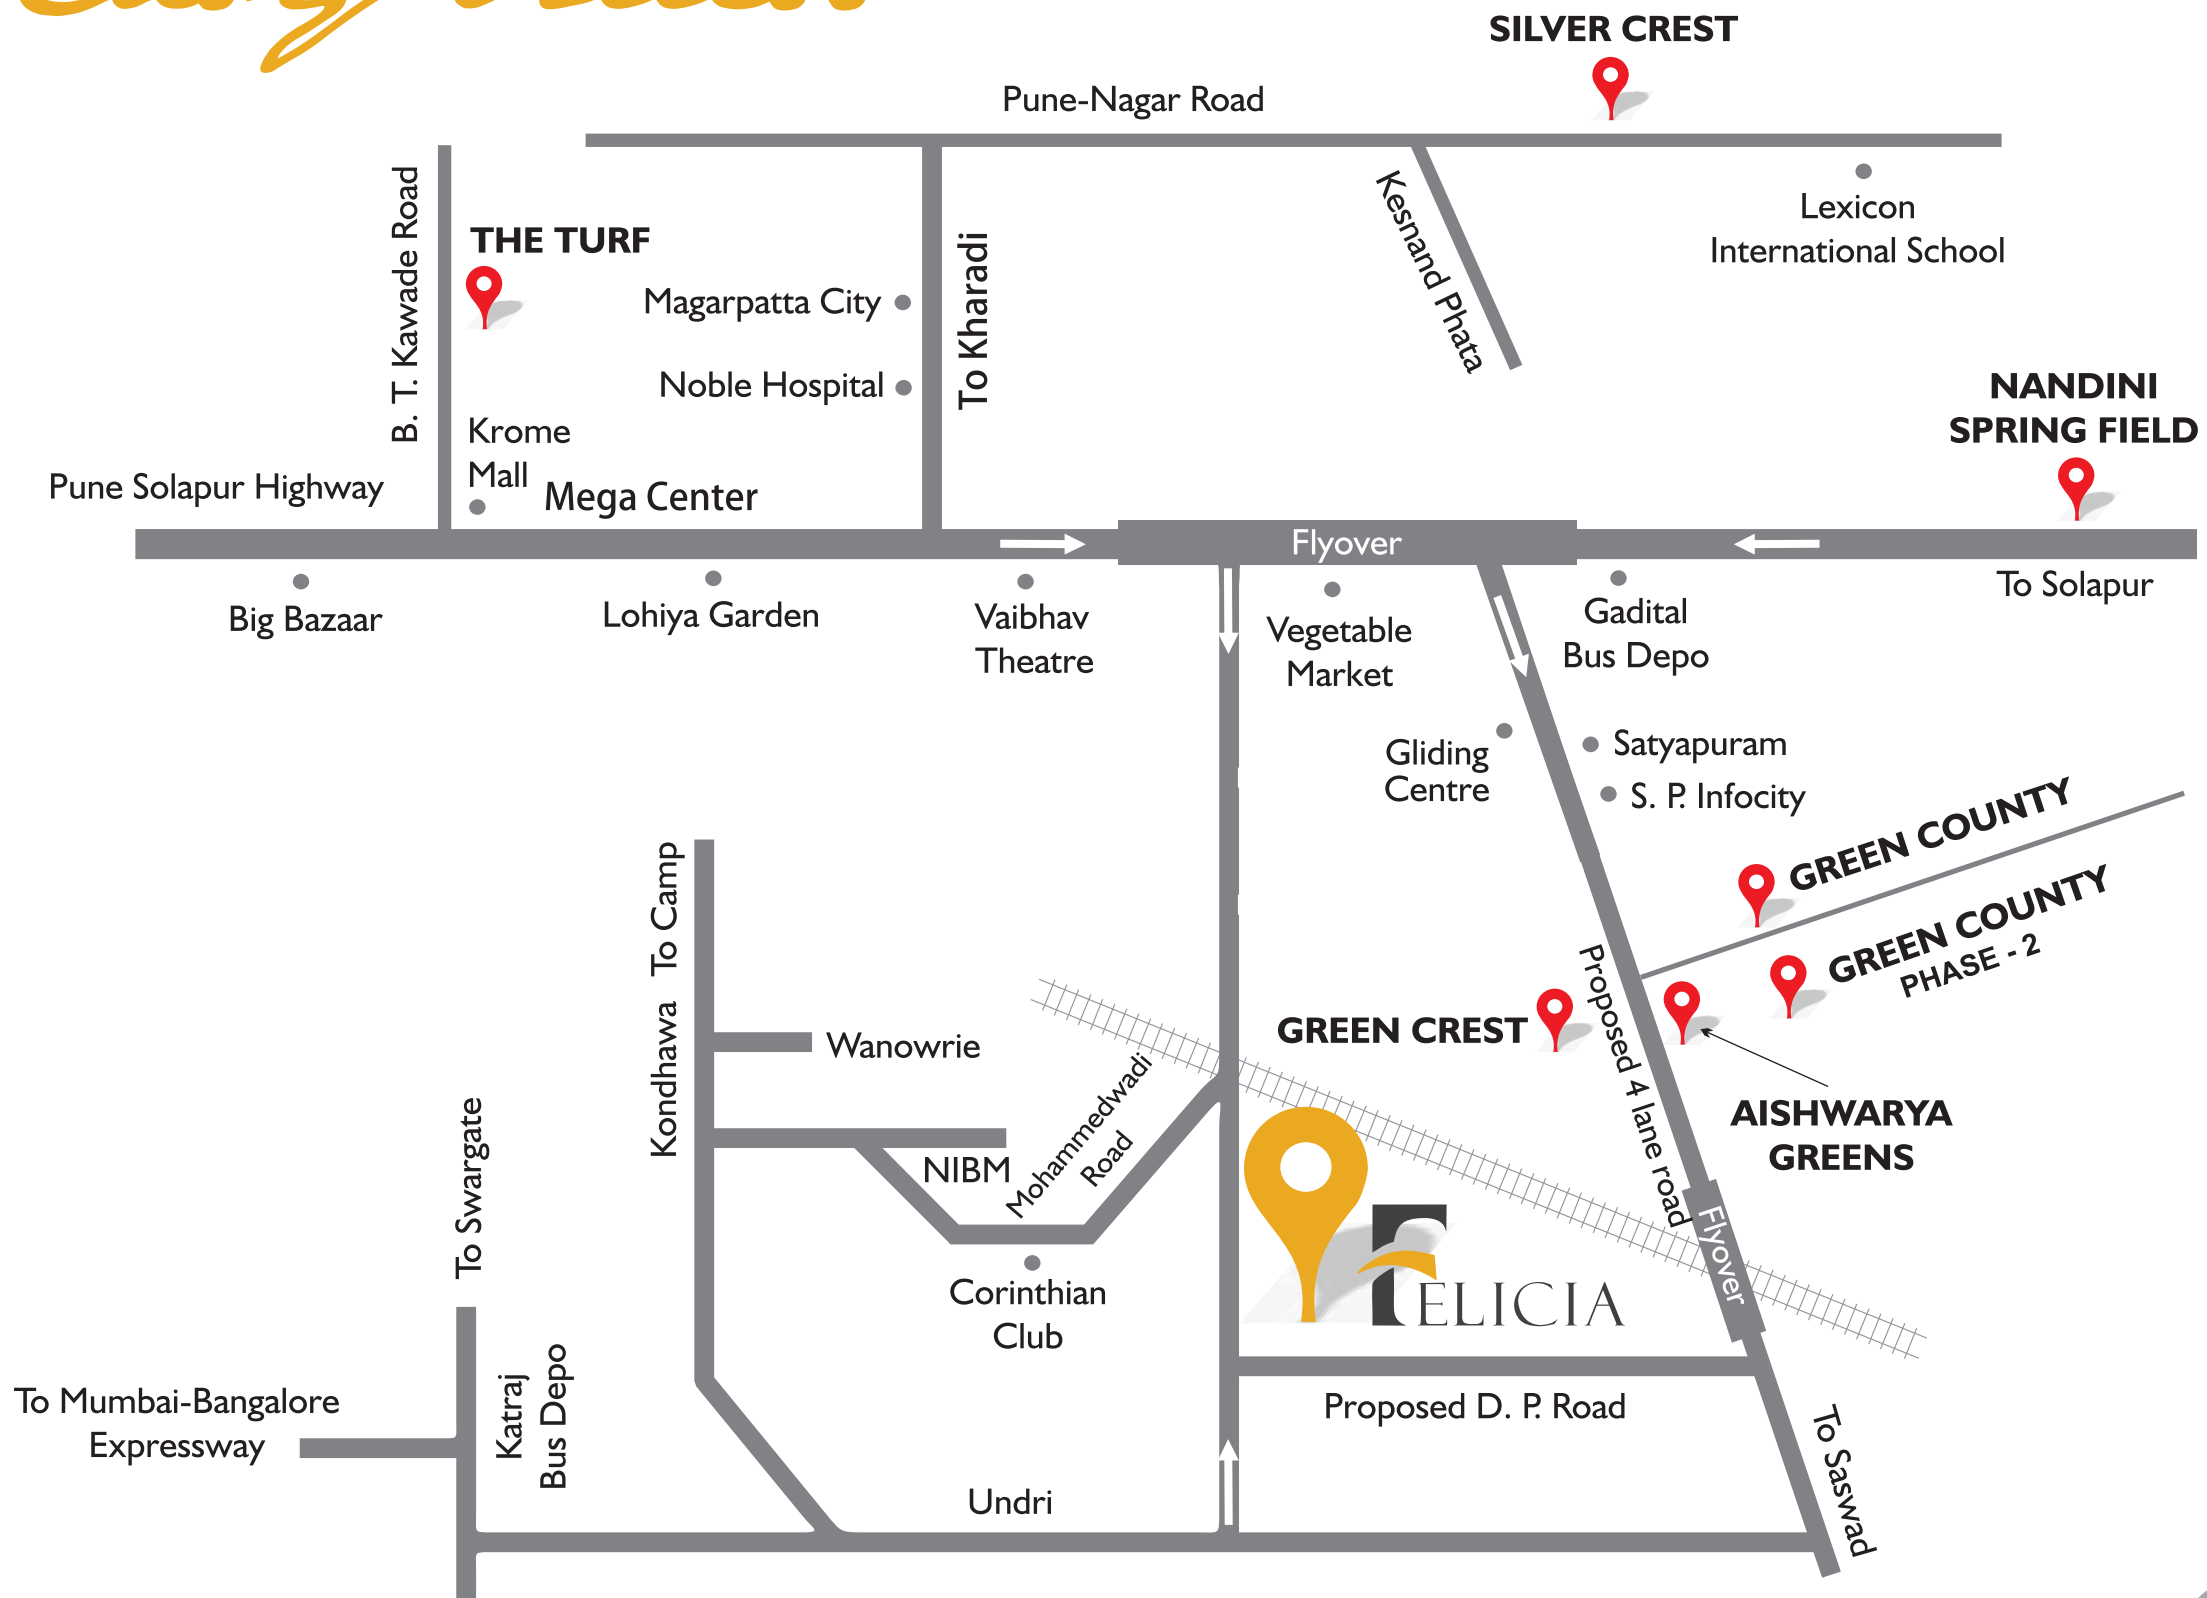 SILVER CREST
Pune-Nagar Road
Kesnand Phata
Lexicon
International School
B. T. Kawade Road
THE TURF
Magarpatta City
To Kharadi
Noble Hospital
NANDINI
SPRING FIELD
Krome
Mall
Mega Center
Pune Solapur Highway
Flyover
To Solapur
Big Bazaar
Lohiya Garden
Vaibhav
Theatre
Vegetable
Market
Gadital
Bus Depo
Gliding
Centre
Satyapuram
S. P. Infocity
GREEN COUNTY
GREEN COUNTY
PHASE - 2
Kondhawa To Camp
Wanowrie
GREEN CREST
Proposed 4 lane road
AISHWARYA
GREENS
NIBM
Mohammedwadi
Road
To Swargate
Flyover
FELICIA
Corinthian
Club
To Mumbai-Bangalore
Expressway
Katraj
Bus Depo
Proposed D. P. Road
To Saswad
Undri